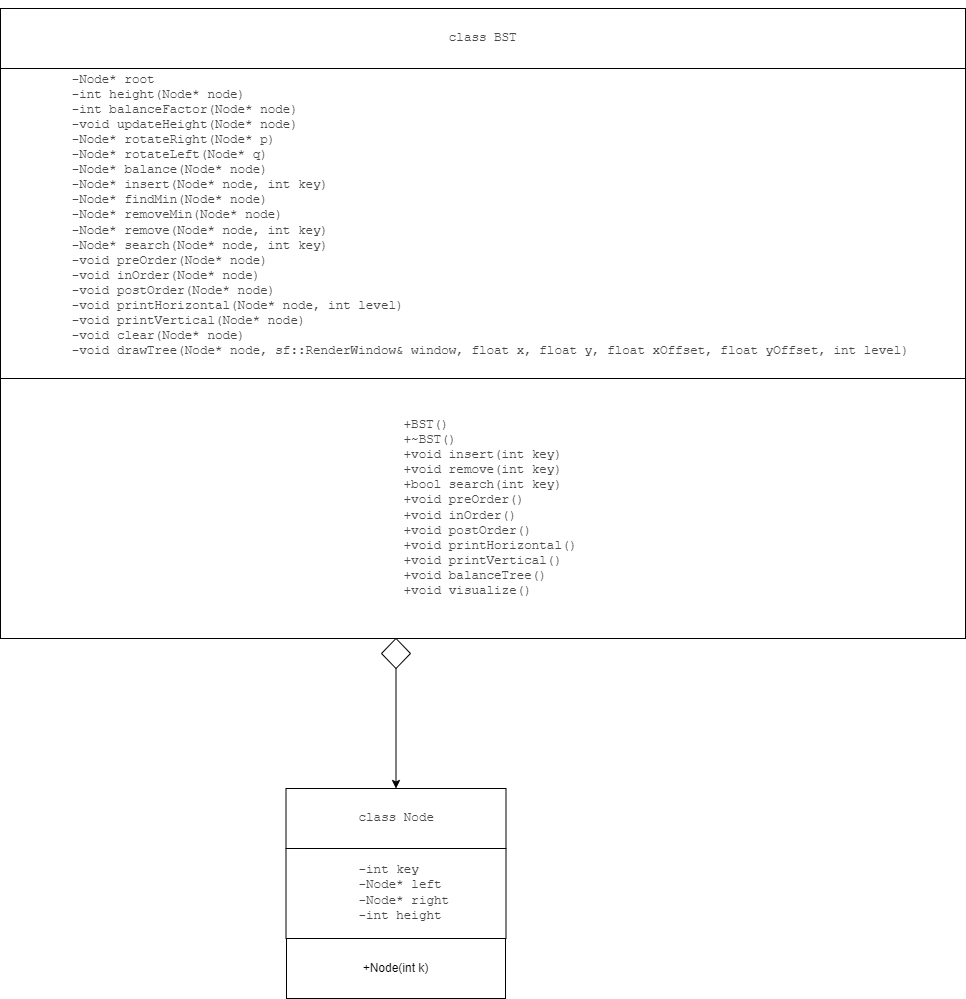 class BST
-Node* root
-int height(Node* node)
-int balanceFactor(Node* node)
-void updateHeight(Node* node)
-Node* rotateRight(Node* p)
-Node* rotateLeft(Node* q)
-Node* balance(Node* node)
-Node* insert(Node* node, int key)
-Node* findMin(Node* node)
-Node* removeMin(Node* node)
-Node* remove(Node* node, int key)
-Node* search(Node* node, int key)
-void preOrder(Node* node)
-void inOrder(Node* node)
-void postOrder(Node* node)
-void printHorizontal(Node* node, int level)
-void printVertical(Node* node)
-void clear(Node* node)
-void drawTree(Node* node, sf::RenderWindow& window, float x, float y, float xOffset, float yOffset, int level)
+BST()
+~BST()
+void insert(int key)
+void remove(int key)
+bool search(int key)
+void preOrder()
+void inOrder()
+void postOrder()
+void printHorizontal()
+void printVertical()
+void balanceTree()
+void visualize()
class Node
-int key
-Node* left
-Node* right
-int height
+Node(int k)